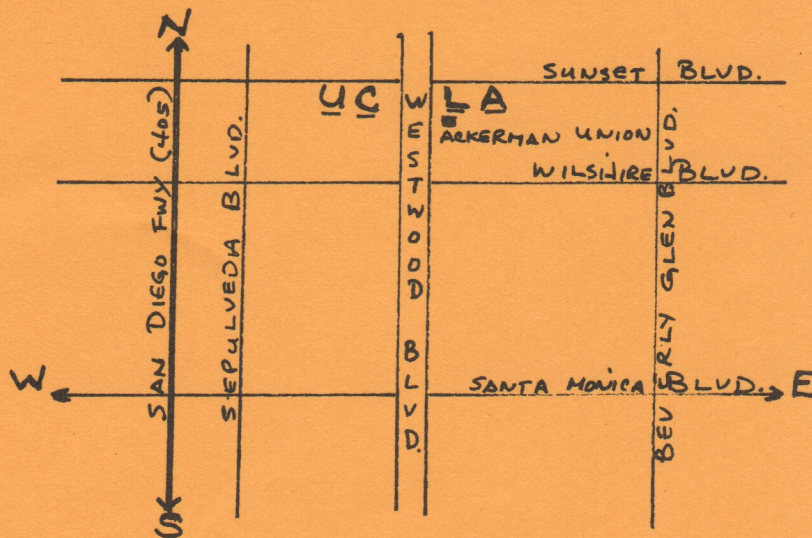 N
SUNSET BLVD.
UC LA
ACKERMAN UNION
WILSHIRE BLVD.
SAN DIEGO FWY (405)
SEPULVEDA BLVD.
WESTWOOD BLVD.
BEVERLY GLEN BLVD.
W
SANTA MONICA BLVD.
E
S